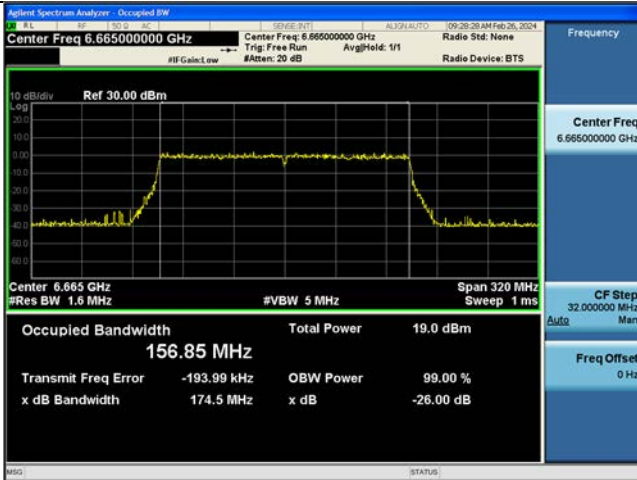 Agilent Spectrum Analyzer - Occupied BW
RL RF 50 Ω AC SENSE:INT ALIGNAUTO 09:28:28 AM Feb 26, 2024
Center Freq 6.665000000 GHz
Center Freq: 6.665000000 GHz
Radio Std: None
Trig: Free Run Avg|Hold: 1/1
#IFGain:Low #Atten: 20 dB Radio Device: BTS
10 dB/div Ref 30.00 dBm
Log
20.0
10.0
0.00
-10.0
-20.0
-30.0
-40.0
-50.0
-60.0
Center 6.665 GHz Span 320 MHz
#Res BW 1.6 MHz #VBW 5 MHz Sweep 1 ms
Occupied Bandwidth Total Power 19.0 dBm
156.85 MHz
Transmit Freq Error -193.99 kHz OBW Power 99.00 %
x dB Bandwidth 174.5 MHz x dB -26.00 dB
MSG STATUS
Frequency
Center Freq
6.665000000 GHz
CF Step
32.000000 MHz
Auto Man
Freq Offset
0 Hz